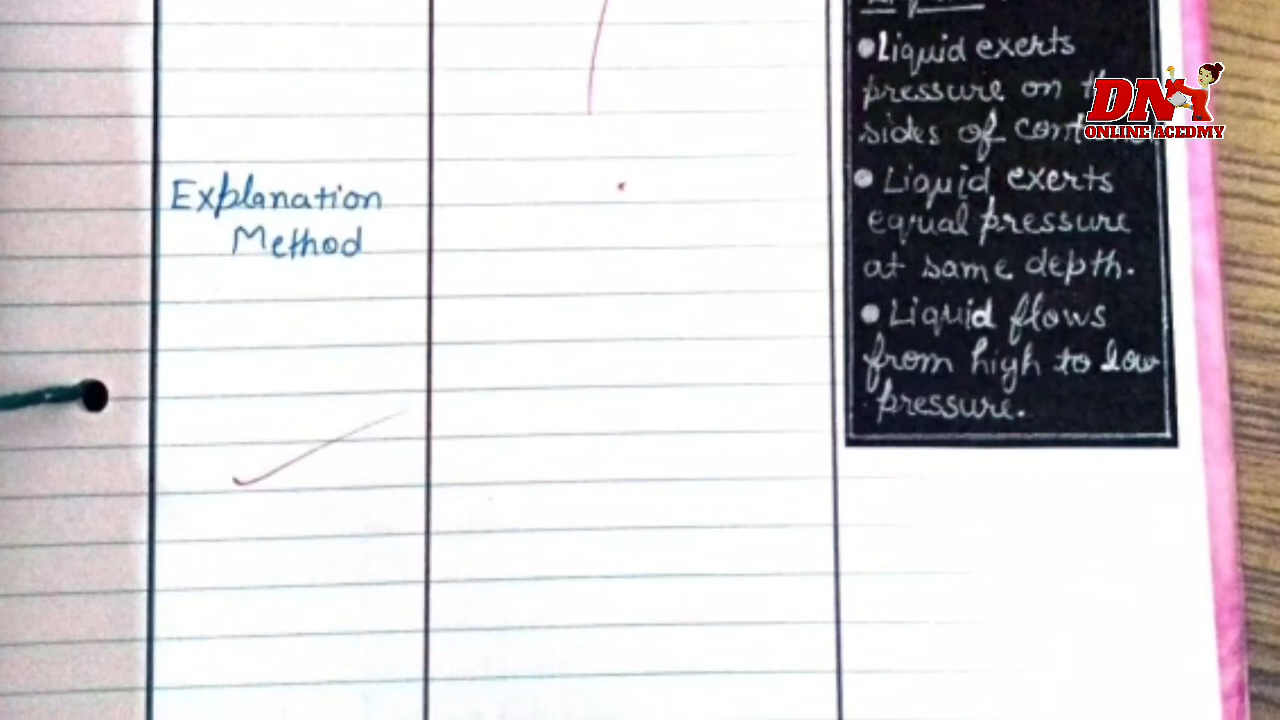 Explanation
Method
•Liquid exerts
pressure on
sides of
• Liquid exerts
equal pressure
at same depth.
• Liquid flows
from high to low
pressure.
DNA
ONLINE ACEDMY